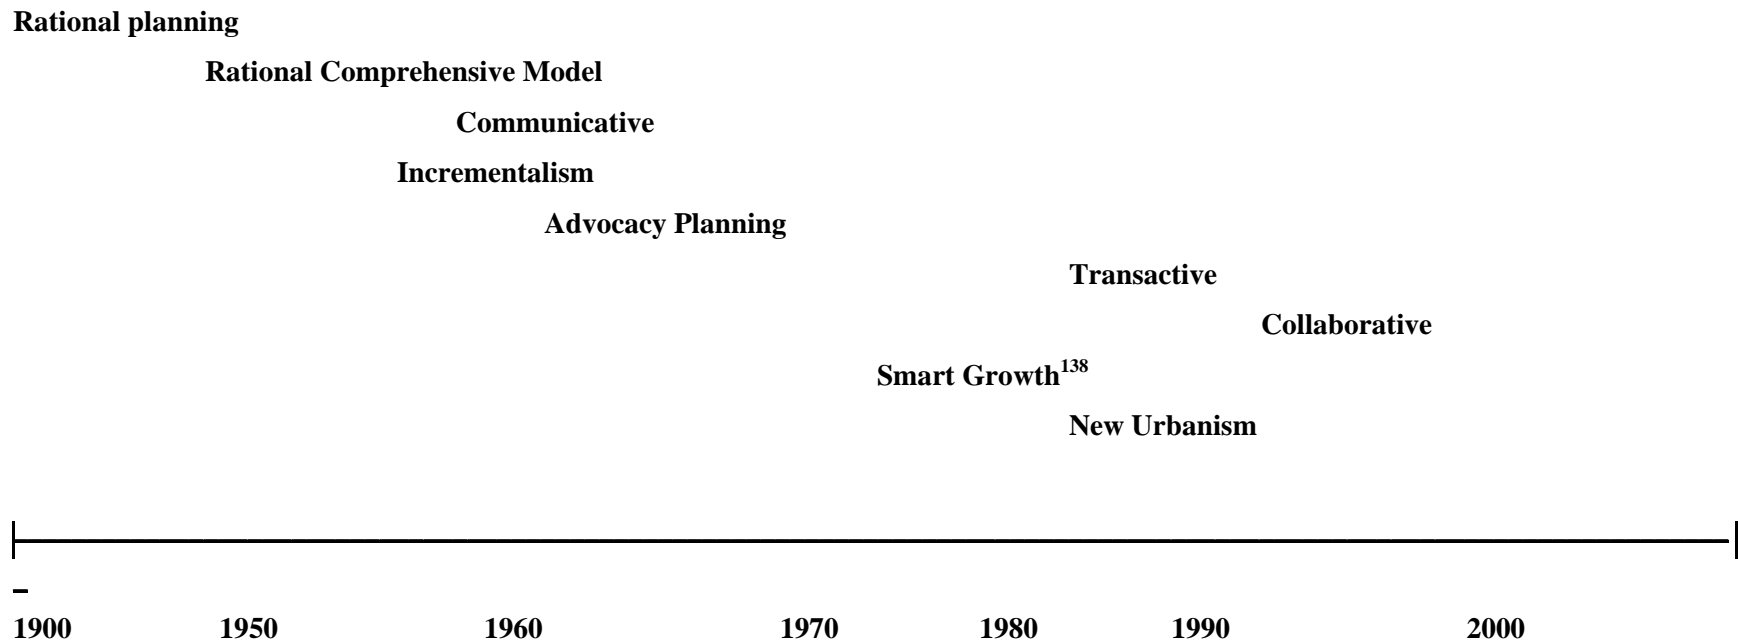 Rational planning
Rational Comprehensive Model
Communicative
Incrementalism
Advocacy Planning
Transactive
Collaborative
Smart Growth138
New Urbanism
1900 1950 1960 1970 1980 1990 2000